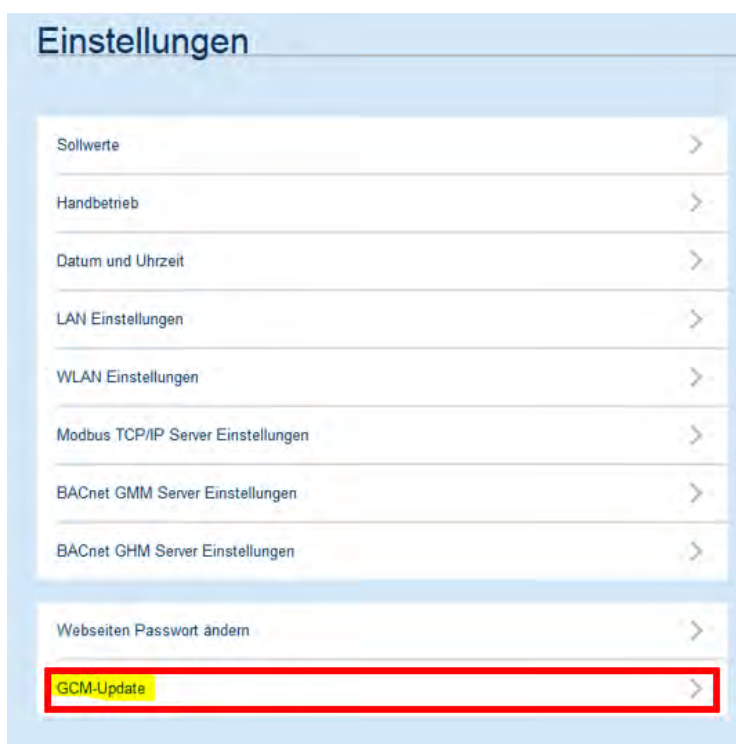 Einstellungen
Sollwerte
Handbetrieb
Datum und Uhrzeit
LAN Einstellungen
WLAN Einstellungen
Modbus TCP/IP Server Einstellungen
BACnet GMM Server Einstellungen
BACnet GHM Server Einstellungen
Webseiten Passwort ändern
GCM-Update